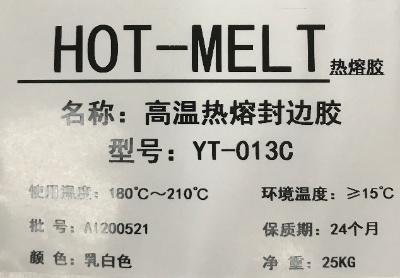 HOT-MELT 热熔胶
名称：高温热熔封边胶
型号：YT-013C
使用温度：180℃～210℃ 环境温度：≥15℃
批 号：A1200521 保质期：24个月
颜 色：乳白色 净 重：25KG